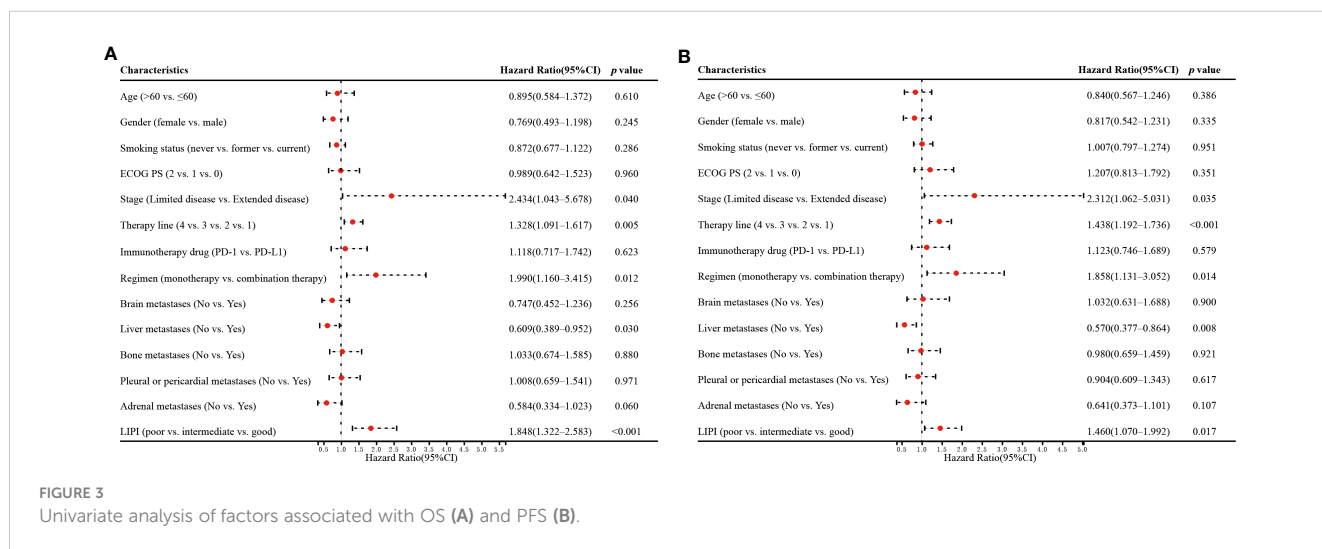 A
Characteristics Hazard Ratio(95%CI) p value
Age (>60 vs. ≤60) 0.895(0.584–1.372) 0.610
Gender (female vs. male) 0.769(0.493–1.198) 0.245
Smoking status (never vs. former vs. current) 0.872(0.677–1.122) 0.286
ECOG PS (2 vs. 1 vs. 0) 0.989(0.642–1.523) 0.960
Stage (Limited disease vs. Extended disease) 2.434(1.043–5.678) 0.040
Therapy line (4 vs. 3 vs. 2 vs. 1) 1.328(1.091–1.617) 0.005
Immunotherapy drug (PD-1 vs. PD-L1) 1.118(0.717–1.742) 0.623
Regimen (monotherapy vs. combination therapy) 1.990(1.160–3.415) 0.012
Brain metastases (No vs. Yes) 0.747(0.452–1.236) 0.256
Liver metastases (No vs. Yes) 0.609(0.389–0.952) 0.030
Bone metastases (No vs. Yes) 1.033(0.674–1.585) 0.880
Pleural or pericardial metastases (No vs. Yes) 1.008(0.659–1.541) 0.971
Adrenal metastases (No vs. Yes) 0.584(0.334–1.023) 0.060
LIPI (poor vs. intermediate vs. good) 1.848(1.322–2.583) <0.001
0.5 1.0 1.5 2.0 2.5 3.0 3.5 4.0 4.5 5.0 5.5
Hazard Ratio(95%CI)
B
Characteristics Hazard Ratio(95%CI) p value
Age (>60 vs. ≤60) 0.840(0.567–1.246) 0.386
Gender (female vs. male) 0.817(0.542–1.231) 0.335
Smoking status (never vs. former vs. current) 1.007(0.797–1.274) 0.951
ECOG PS (2 vs. 1 vs. 0) 1.207(0.813–1.792) 0.351
Stage (Limited disease vs. Extended disease) 2.312(1.062–5.031) 0.035
Therapy line (4 vs. 3 vs. 2 vs. 1) 1.438(1.192–2.736) <0.001
Immunotherapy drug (PD-1 vs. PD-L1) 1.123(0.746–1.689) 0.579
Regimen (monotherapy vs. combination therapy) 1.858(1.131–3.052) 0.014
Brain metastases (No vs. Yes) 1.032(0.631–1.688) 0.900
Liver metastases (No vs. Yes) 0.570(0.377–0.864) 0.008
Bone metastases (No vs. Yes) 0.980(0.659–1.459) 0.921
Pleural or pericardial metastases (No vs. Yes) 0.904(0.609–1.343) 0.617
Adrenal metastases (No vs. Yes) 0.641(0.373–1.101) 0.107
LIPI (poor vs. intermediate vs. good) 1.460(1.070–1.992) 0.017
0.5 1.0 1.5 2.0 2.5 3.0 3.5 4.0 4.5 5.0
Hazard Ratio(95%CI)
FIGURE 3
Univariate analysis of factors associated with OS (A) and PFS (B).